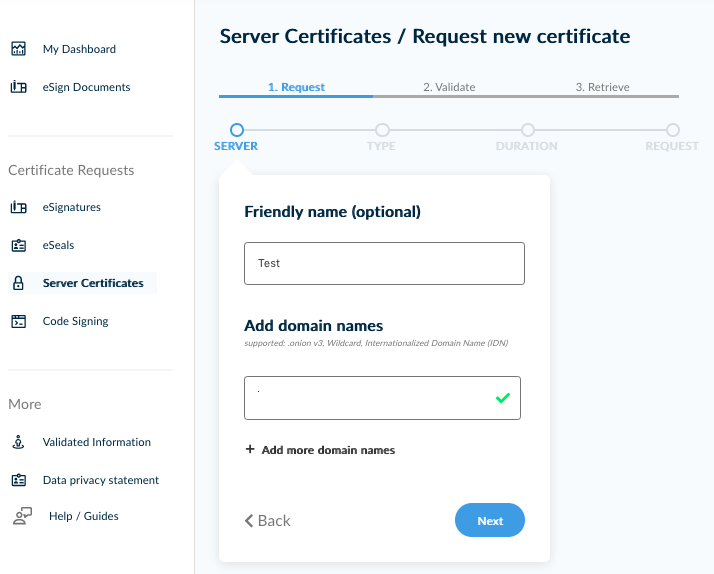 Server Certificates / Request new certificate
My Dashboard
eSign Documents
Certificate Requests
eSignatures
eSeals
Server Certificates
Code Signing
More
Validated Information
Data privacy statement
Help / Guides
1. Request
2. Validate
3. Retrieve
SERVER
TYPE
DURATION
REQUEST
Friendly name (optional)
Test
Add domain names
supported: .onion v3, Wildcard, Internationalized Domain Name (IDN)
.
+ Add more domain names
Back
Next